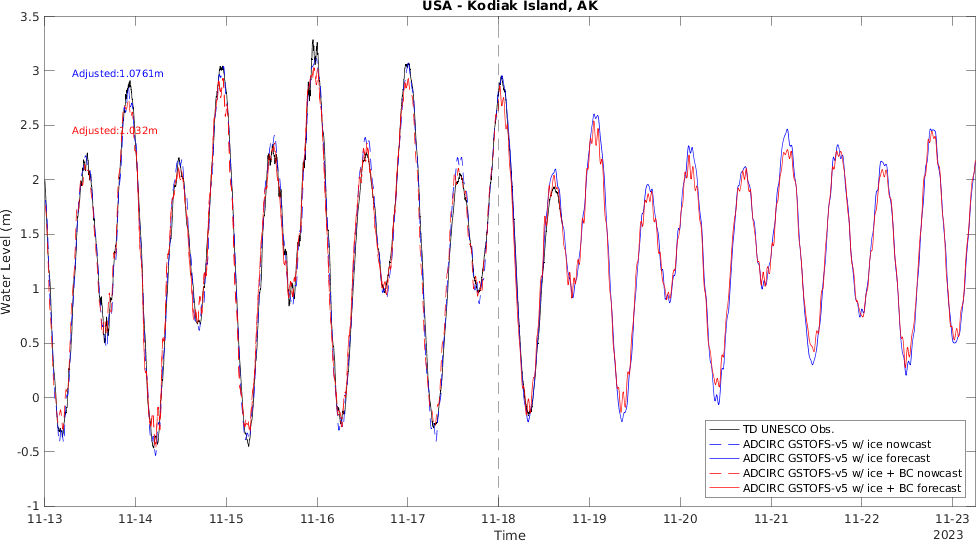 USA - Kodiak Island, AK
3.5
3
2.5
2
1.5
1
0.5
0
-0.5
-1
Water Level (m)
Adjusted:1.0761m
Adjusted:1.032m
TD UNESCO Obs.
ADCIRC GSTOFS-v5 w/ ice nowcast
ADCIRC GSTOFS-v5 w/ ice forecast
ADCIRC GSTOFS-v5 w/ ice + BC nowcast
ADCIRC GSTOFS-v5 w/ ice + BC forecast
11-13 11-14 11-15 11-16 11-17 11-18 11-19 11-20 11-21 11-22 11-23
Time
2023